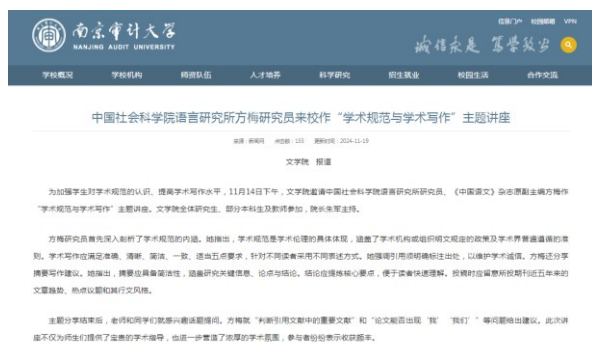 信息门户 校园邮箱 VPN
南京审计大学
NANJING AUDIT UNIVERSITY
诚信求是 笃学致公
学校概况 学校机构 师资队伍 人才培养 科学研究 招生就业 校园生活 合作交流
中国社会科学院语言研究所方梅研究员来校作“学术规范与学术写作”主题讲座
来源：新闻网 点击数：155 更新时间：2024-11-19
文学院 报道
为加强学生对学术规范的认识、提高学术写作水平，11月14日下午，文学院邀请中国社会科学院语言研究所研究员、《中国语文》杂志原副主编方梅作
“学术规范与学术写作”主题讲座。文学院全体研究生、部分本科生及教师参加，院长朱军主持。
方梅研究员首先深入剖析了学术规范的内涵。她指出，学术规范是学术伦理的具体体现，涵盖了学术机构或组织明文规定的政策及学术界普遍遵循的准
则。学术写作应满足准确、清晰、简洁、一致、适当五点要求，针对不同读者采用不同表述方式。她强调引用须明确标注出处，以维护学术诚信。方梅还分享
摘要写作建议。她指出，摘要应具备简洁性，涵盖研究关键信息、论点与结论。结论应提炼核心要点，便于读者快速理解。投稿时应留意所投期刊近五年来的
文章趋势、热点议题和其行文风格。
主题分享结束后，老师和同学们就感兴趣话题提问。方梅就“判断引用文献中的重要文献”和“论文能否出现‘我’‘我们’”等问题给出建议。此次讲
座不仅为师生们提供了宝贵的学术指导，也进一步营造了浓厚的学术氛围，参与者纷纷表示收获颇丰。